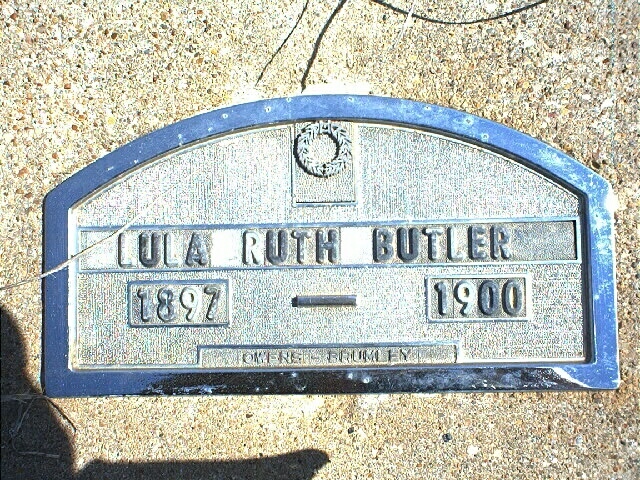 LULA RUTH BUTLER
1897 — 1900
OWENS - BRUMLEY